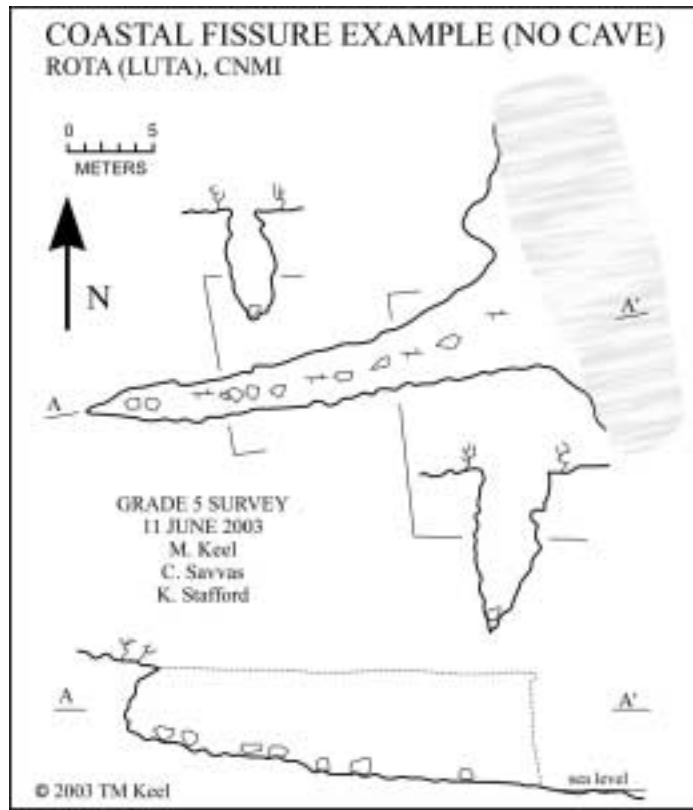 COASTAL FISSURE EXAMPLE (NO CAVE)
ROTA (LUTA), CNMI
0 5
METERS
N
A'
A
GRADE 5 SURVEY
11 JUNE 2003
M. Keel
C. Savvas
K. Stafford
A A'
sea level
© 2003 TM Keel